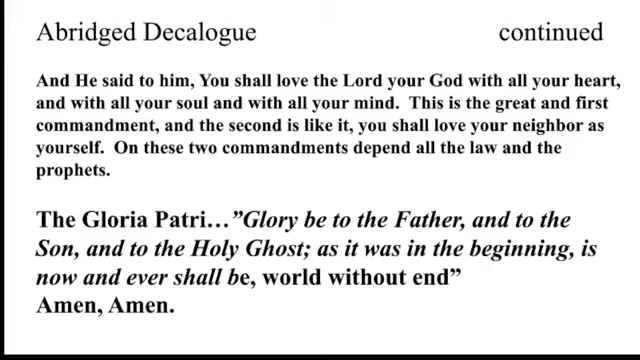 Abridged Decalogue continued
And He said to him, You shall love the Lord your God with all your heart,
and with all your soul and with all your mind.  This is the great and first
commandment, and the second is like it, you shall love your neighbor as
yourself.  On these two commandments depend all the law and the
prophets.
The Gloria Patri…”Glory be to the Father, and to the
Son, and to the Holy Ghost; as it was in the beginning, is
now and ever shall be, world without end”
Amen, Amen.